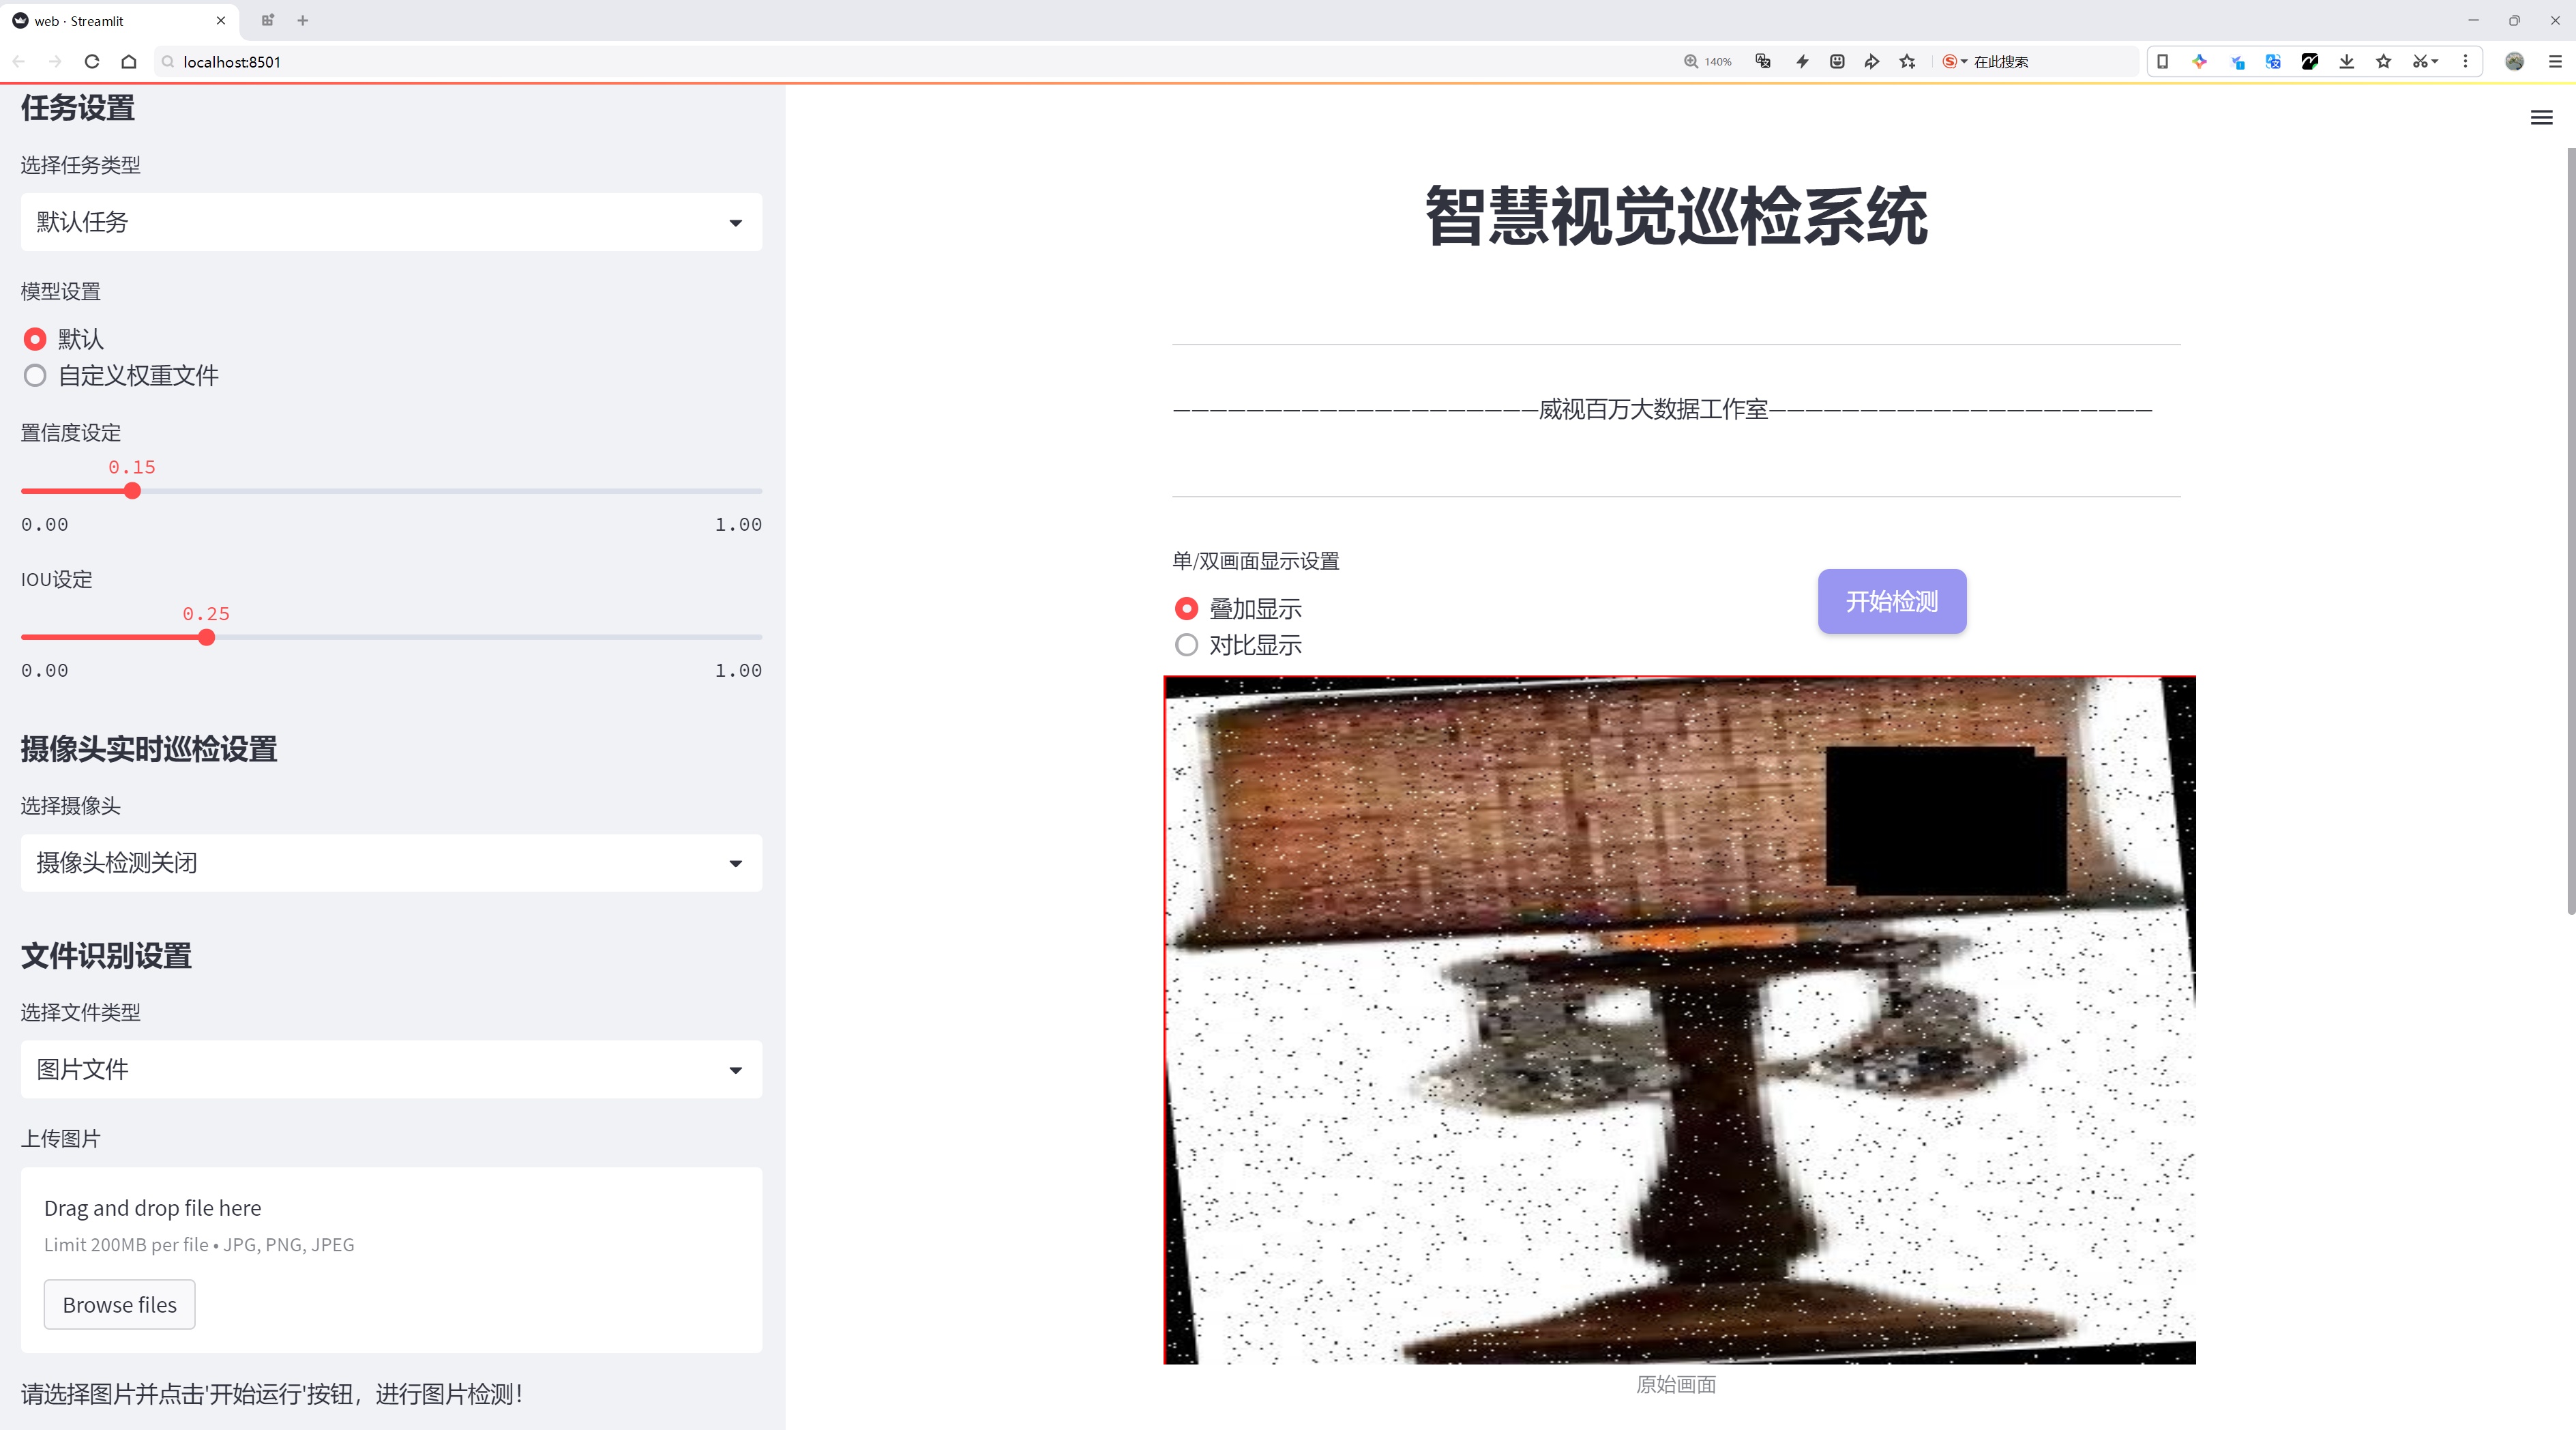 web · Streamlit
localhost:8501
140%
在此搜索
任务设置
选择任务类型
默认任务
模型设置
默认
自定义权重文件
置信度设定
0.15
0.00
1.00
IOU设定
0.25
0.00
1.00
摄像头实时巡检设置
选择摄像头
摄像头检测关闭
文件识别设置
选择文件类型
图片文件
上传图片
Drag and drop file here
Limit 200MB per file • JPG, PNG, JPEG
Browse files
请选择图片并点击'开始运行'按钮，进行图片检测！
智慧视觉巡检系统
————————————————————威视百万大数据工作室—————————————————————
单/双画面显示设置
叠加显示
对比显示
开始检测
原始画面